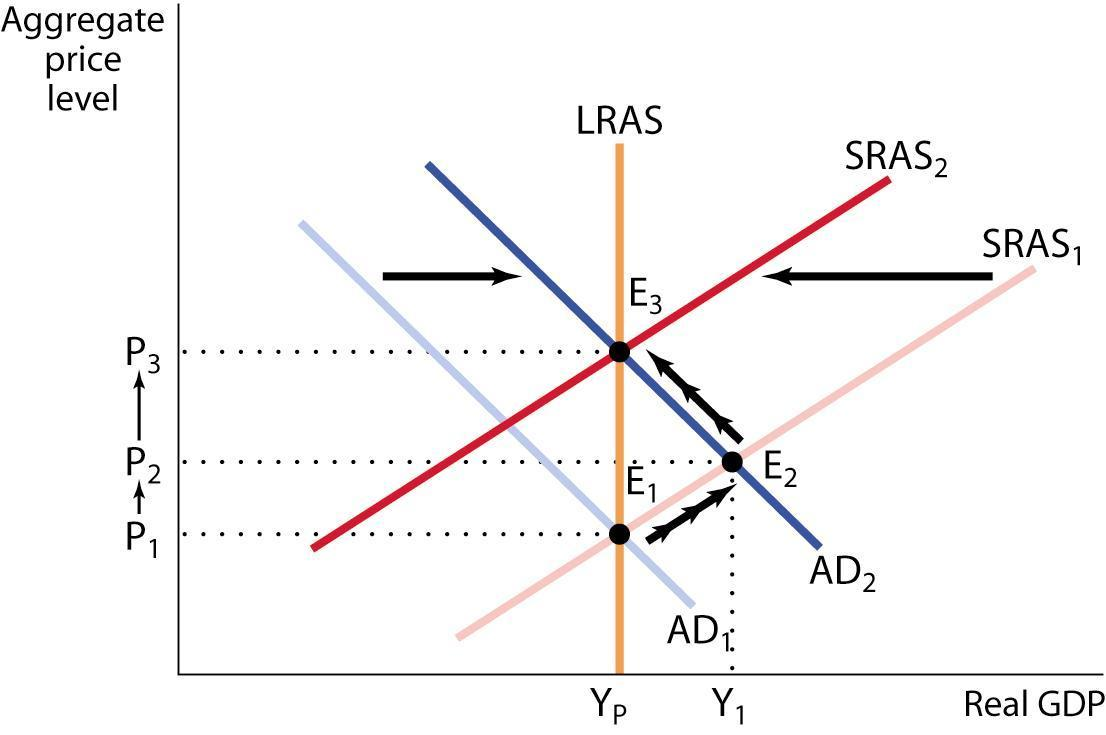 Aggregate
price
level
LRAS
SRAS₂
SRAS₁
E₃
P₃
P₂
E₂
E₁
P₁
AD₂
AD₁
Yₚ
Y₁
Real GDP